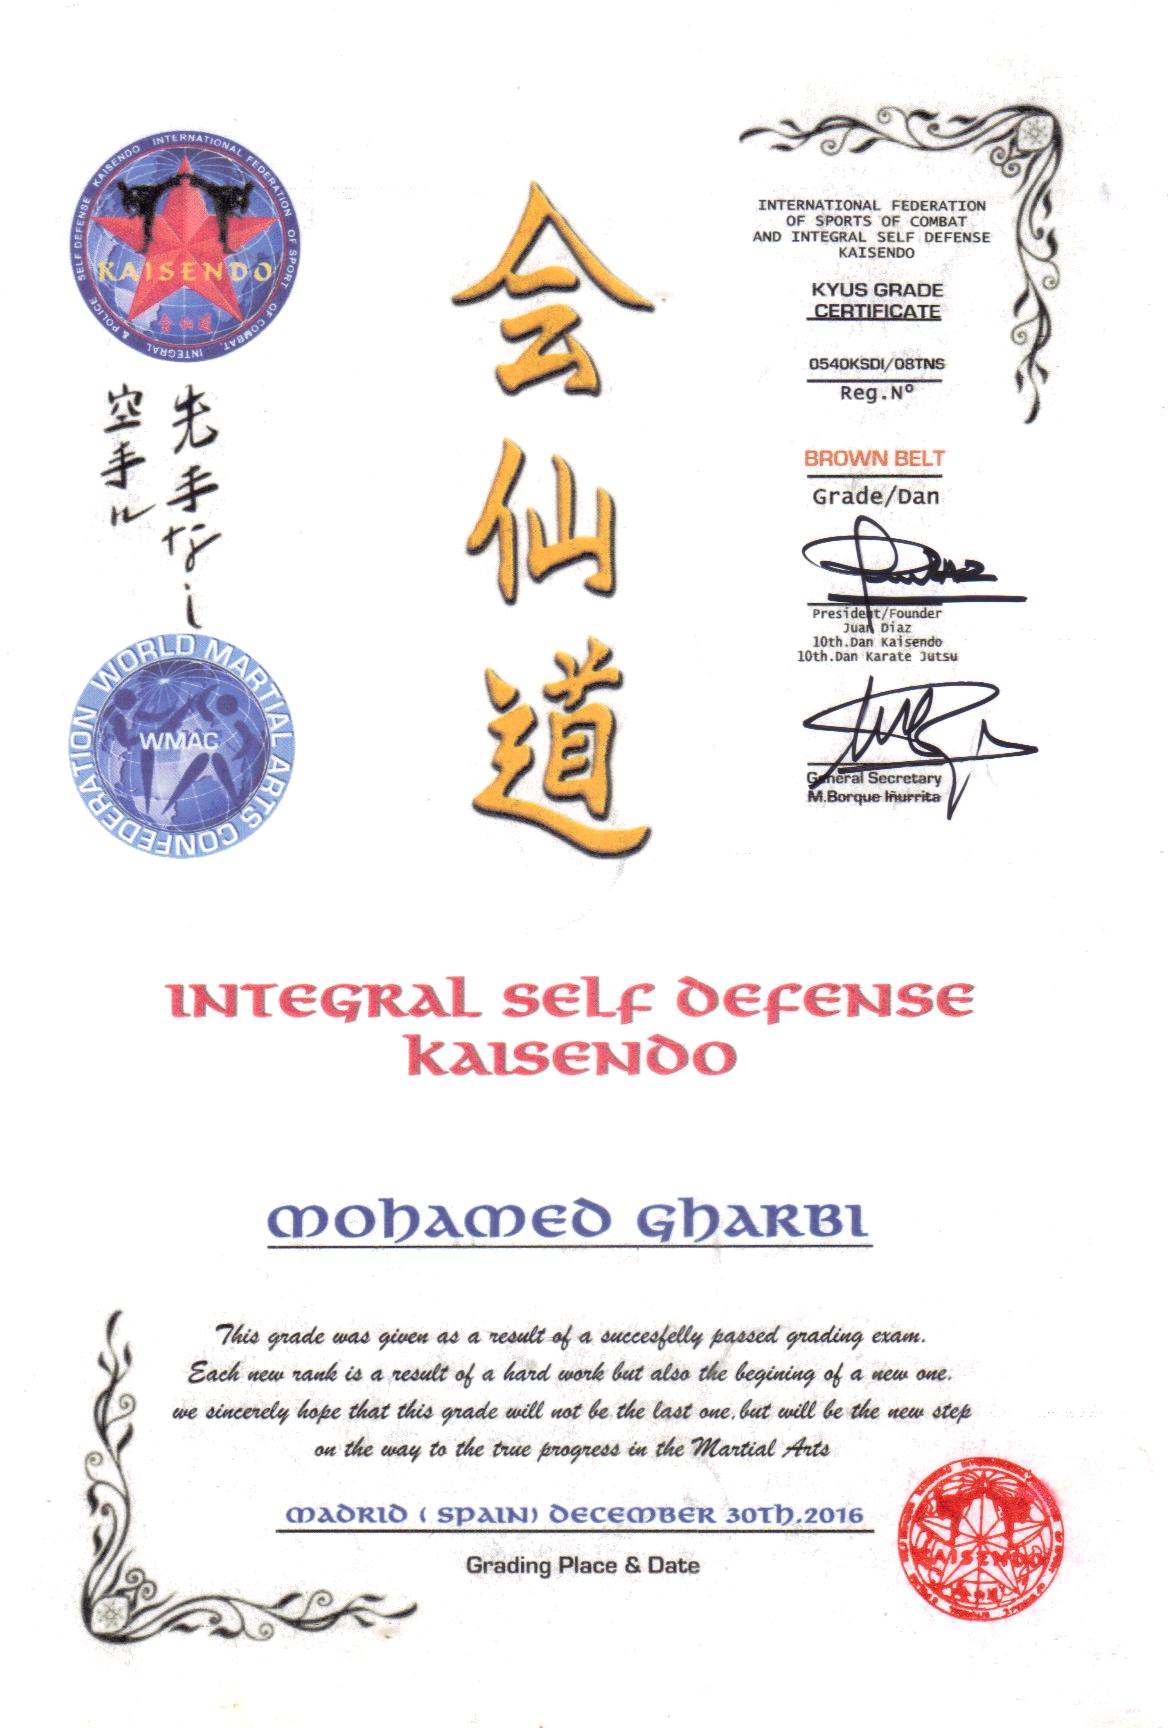 SELF DEFENSE KAISENDO INTERNATIONAL FEDERATION OF SPORT OF COMBAT. INTEGRAL & POLICE
KAISENDO
会仙道
先手なし
空手
WORLD MARTIAL ARTS CONFEDERATION
WMAC
会
仙
道
INTERNATIONAL FEDERATION
OF SPORTS OF COMBAT
AND INTEGRAL SELF DEFENSE
KAISENDO
KYUS GRADE
CERTIFICATE
0540KSDI/08TNS
Reg.Nº
BROWN BELT
Grade/Dan
President/Founder
Juan Diaz
10th.Dan Kaisendo
10th.Dan Karate Jutsu
General Secretary
M.Borque Iñurrita
INTEGRAL SELF DEFENSE
KAISENDO
MOHAMED GHARBI
This grade was given as a result of a succesfelly passed grading exam.
Each new rank is a result of a hard work but also the begining of a new one.
we sincerely hope that this grade will not be the last one,but will be the new step
on the way to the true progress in the Martial Arts
MADRID ( SPAIN) DECEMBER 30TH.2016
Grading Place & Date
KAISENDO